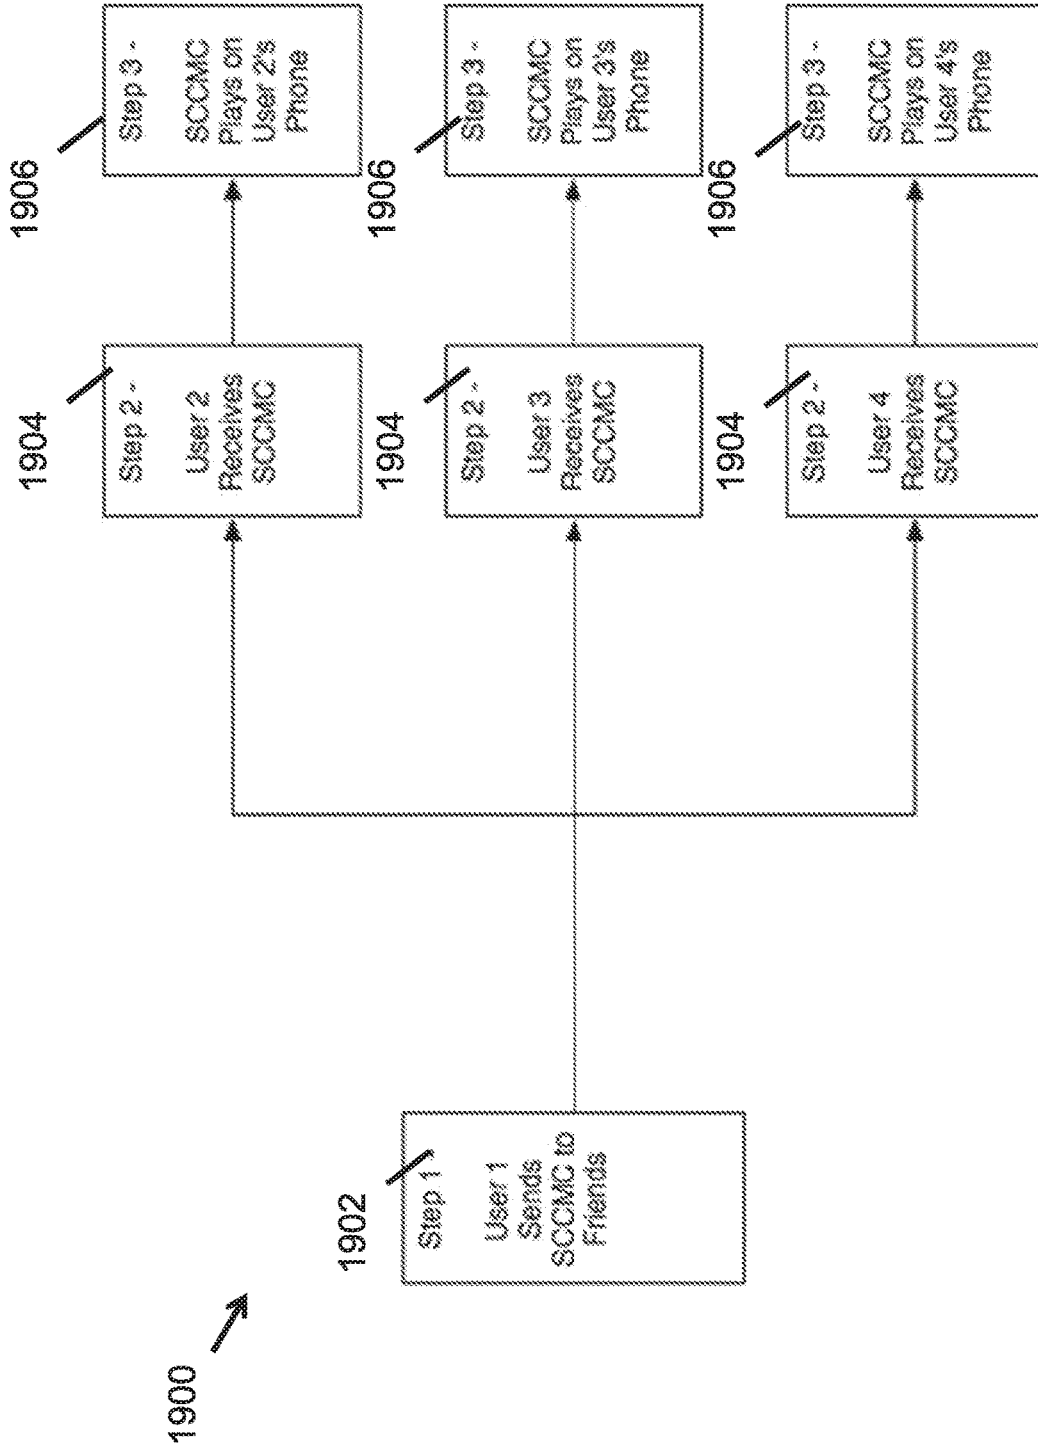 1900
1902
Step 1 -
User 1
Sends
SCCMC to
Friends
1904
Step 2 -
User 2
Receives
SCCMC
1906
Step 3 -
SCCMC
Plays on
User 2's
Phone
1904
Step 2 -
User 3
Receives
SCCMC
1906
Step 3 -
SCCMC
Plays on
User 3's
Phone
1904
Step 2 -
User 4
Receives
SCCMC
1906
Step 3 -
SCCMC
Plays on
User 4's
Phone